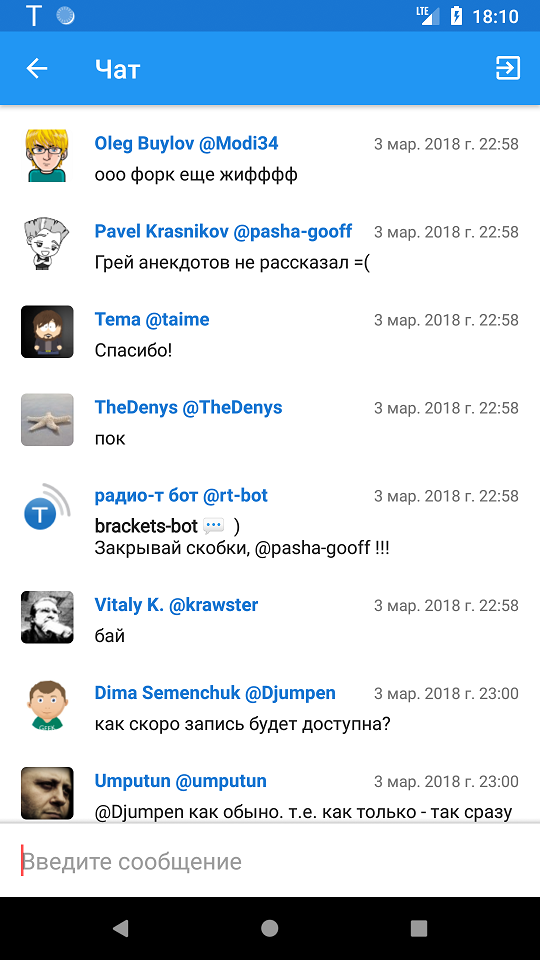 T LTE 18:10
Чат
Oleg Buylov @Modi34 3 мар. 2018 г. 22:58
ооо форк еще жифффф
Pavel Krasnikov @pasha-gooff 3 мар. 2018 г. 22:58
Грей анекдотов не рассказал =(
Tema @taime 3 мар. 2018 г. 22:58
Спасибо!
TheDenys @TheDenys 3 мар. 2018 г. 22:58
пок
T
радио-т бот @rt-bot 3 мар. 2018 г. 22:58
brackets-bot 💬 )
Закрывай скобки, @pasha-gooff !!!
Vitaly K. @krawster 3 мар. 2018 г. 22:58
бай
GEEK
Dima Semenchuk @Djumpen 3 мар. 2018 г. 23:00
как скоро запись будет доступна?
Umputun @umputun 3 мар. 2018 г. 23:00
@Djumpen как обыно. т.е. как только - так сразу
Введите сообщение